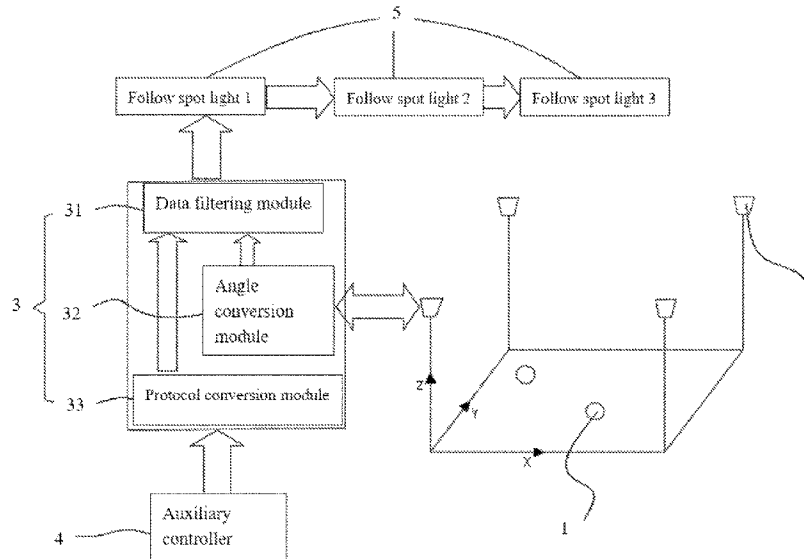 5
Follow spot light 1
Follow spot light 2
Follow spot light 3
31
Data filtering module
3
32
Angle
conversion
module
33
Protocol conversion module
Z
Y
X
1
4
Auxiliary
controller